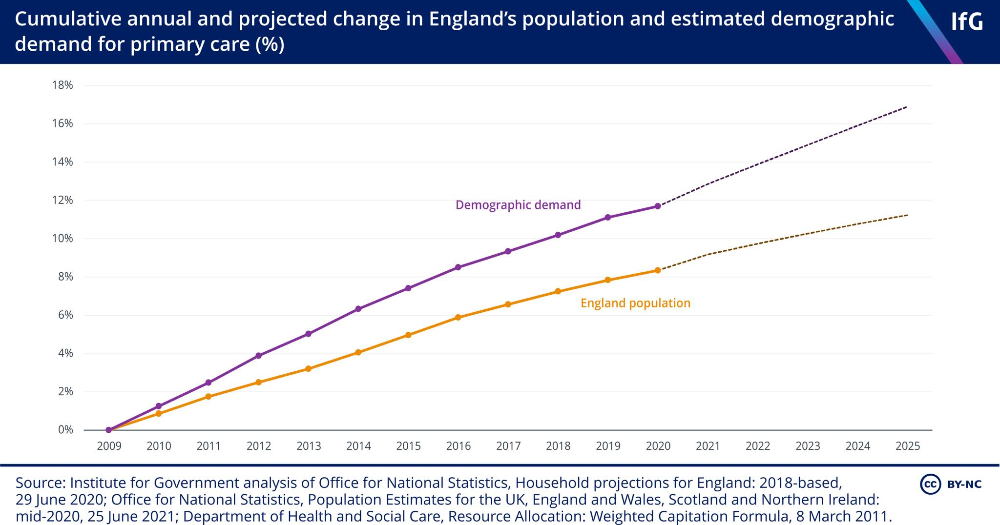 Cumulative annual and projected change in England’s population and estimated demographic
demand for primary care (%)
IfG
18%
16%
14%
12%
10%
8%
6%
4%
2%
0%
Demographic demand
England population
2009 2010 2011 2012 2013 2014 2015 2016 2017 2018 2019 2020 2021 2022 2023 2024 2025
Source: Institute for Government analysis of Office for National Statistics, Household projections for England: 2018-based,
29 June 2020; Office for National Statistics, Population Estimates for the UK, England and Wales, Scotland and Northern Ireland:
mid-2020, 25 June 2021; Department of Health and Social Care, Resource Allocation: Weighted Capitation Formula, 8 March 2011.
cc BY-NC